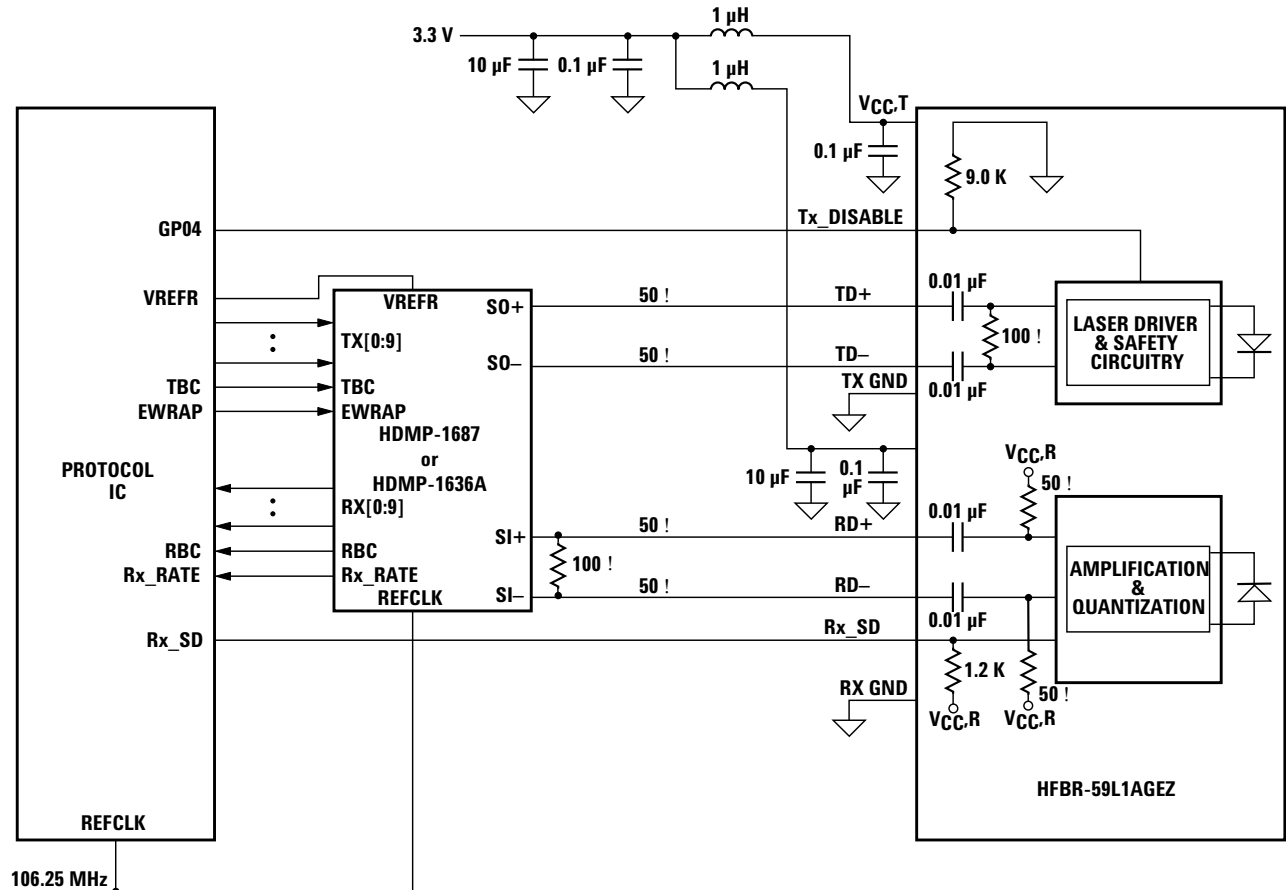 1 µH
3.3 V
10 µF
0.1 µF
1 µH
VCC,T
0.1 µF
9.0 K
GP04
Tx_DISABLE
VREFR
VREFR
SO+
50 !
TD+
0.01 µF
TX[0:9]
:
100 !
LASER DRIVER
& SAFETY
CIRCUITRY
SO–
50 !
TD–
0.01 µF
TBC
TBC
TX GND
EWRAP
EWRAP
HDMP-1687
or
HDMP-1636A
PROTOCOL
IC
10 µF
0.1
µF
VCC,R
50 !
:
RX[0:9]
SI+
50 !
RD+
0.01 µF
RBC
RBC
100 !
Rx_RATE
Rx_RATE
REFCLK
SI–
50 !
RD–
0.01 µF
AMPLIFICATION
&
QUANTIZATION
Rx_SD
Rx_SD
1.2 K
50 !
RX GND
VCC,R
VCC,R
HFBR-59L1AGEZ
REFCLK
106.25 MHz